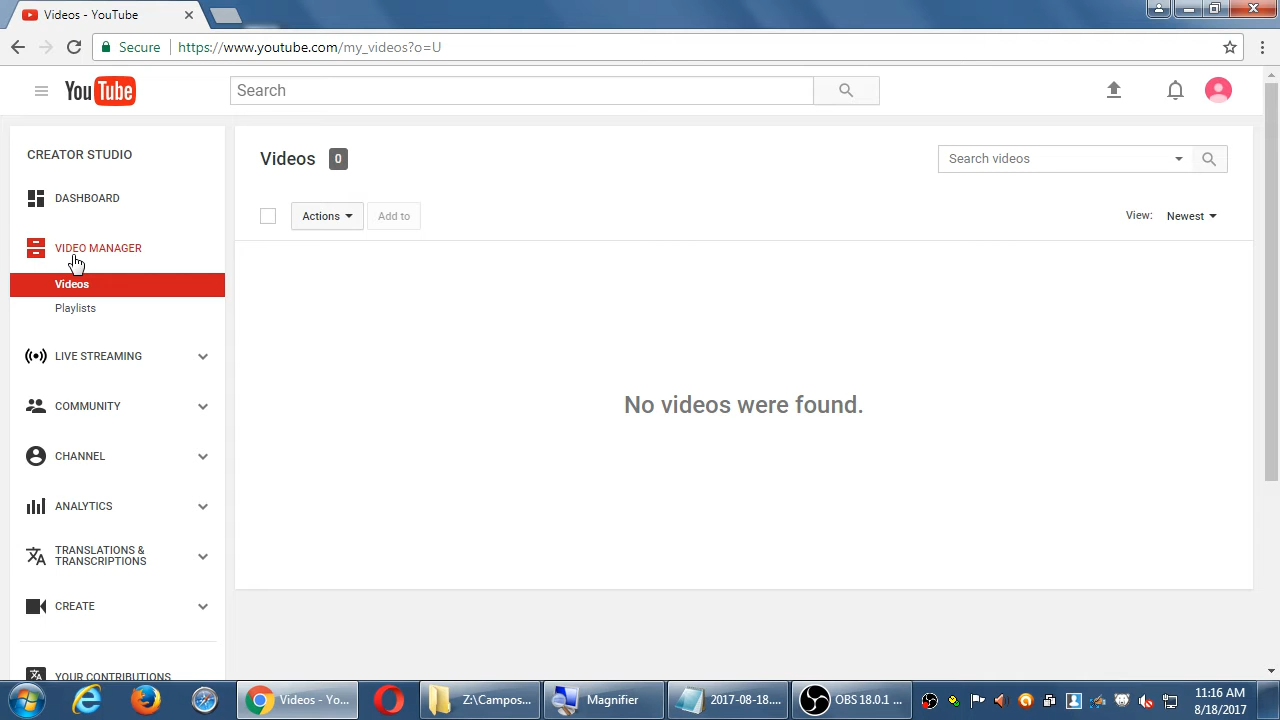 Videos - YouTube
Secure https://www.youtube.com/my_videos?o=U
YouTube
Search
CREATOR STUDIO
DASHBOARD
VIDEO MANAGER
Videos
Playlists
LIVE STREAMING
COMMUNITY
CHANNEL
ANALYTICS
TRANSLATIONS &
TRANSCRIPTIONS
CREATE
YOUR CONTRIBUTIONS
Videos 0
Search videos
Actions Add to
View: Newest
No videos were found.
Videos - Yo...
Z:\Campos...
Magnifier
2017-08-18....
OBS 18.0.1 ...
11:16 AM
8/18/2017